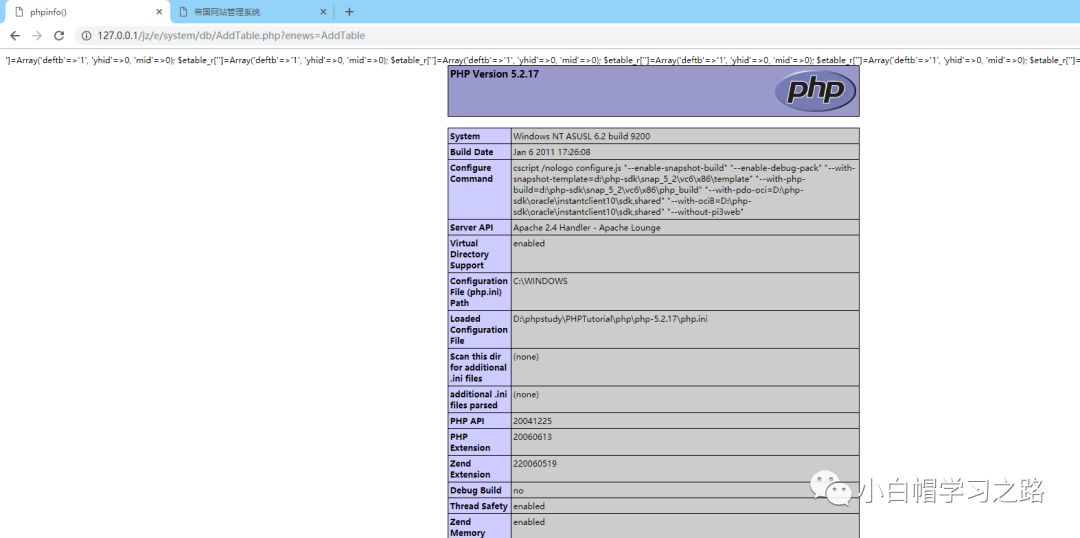 phpinfo()
帝国网站管理系统
127.0.0.1/jz/e/system/db/AddTable.php?enews=AddTable
']=Array('deftb'=>'1', 'yhid'=>0, 'mid'=>0); $etable_r['']=Array('deftb'=>'1', 'yhid'=>0, 'mid'=>0); $etable_r['']=Array('deftb'=>'1', 'yhid'=>0, 'mid'=>0); $etable_r['']=Array('deftb'=>'1', 'yhid'=>0, 'mid'=>0); $etable_r['']=
PHP Version 5.2.17
php
System Windows NT ASUSL 6.2 build 9200
Build Date Jan 6 2011 17:26:08
Configure cscript /nologo configure.js "--enable-snapshot-build" "--enable-debug-pack" "--with-
Command snapshot-template=d:\php-sdk\snap_5_2\vc6\x86\template" "--with-php-
build=d:\php-sdk\snap_5_2\vc6\x86\php_build" "--with-pdo-oci=D:\php-
sdk\oracle\instantclient10\sdk,shared" "--with-oci8=D:\php-
sdk\oracle\instantclient10\sdk,shared" "--without-pi3web"
Server API Apache 2.4 Handler - Apache Lounge
Virtual enabled
Directory
Support
Configuration C:\WINDOWS
File (php.ini)
Path
Loaded D:\phpstudy\PHPTutorial\php\php-5.2.17\php.ini
Configuration
File
Scan this dir (none)
for additional
.ini files
additional .ini (none)
files parsed
PHP API 20041225
PHP 20060613
Extension
Zend 220060519
Extension
Debug Build no
Thread Safety enabled
Zend enabled
Memory
小白帽学习之路